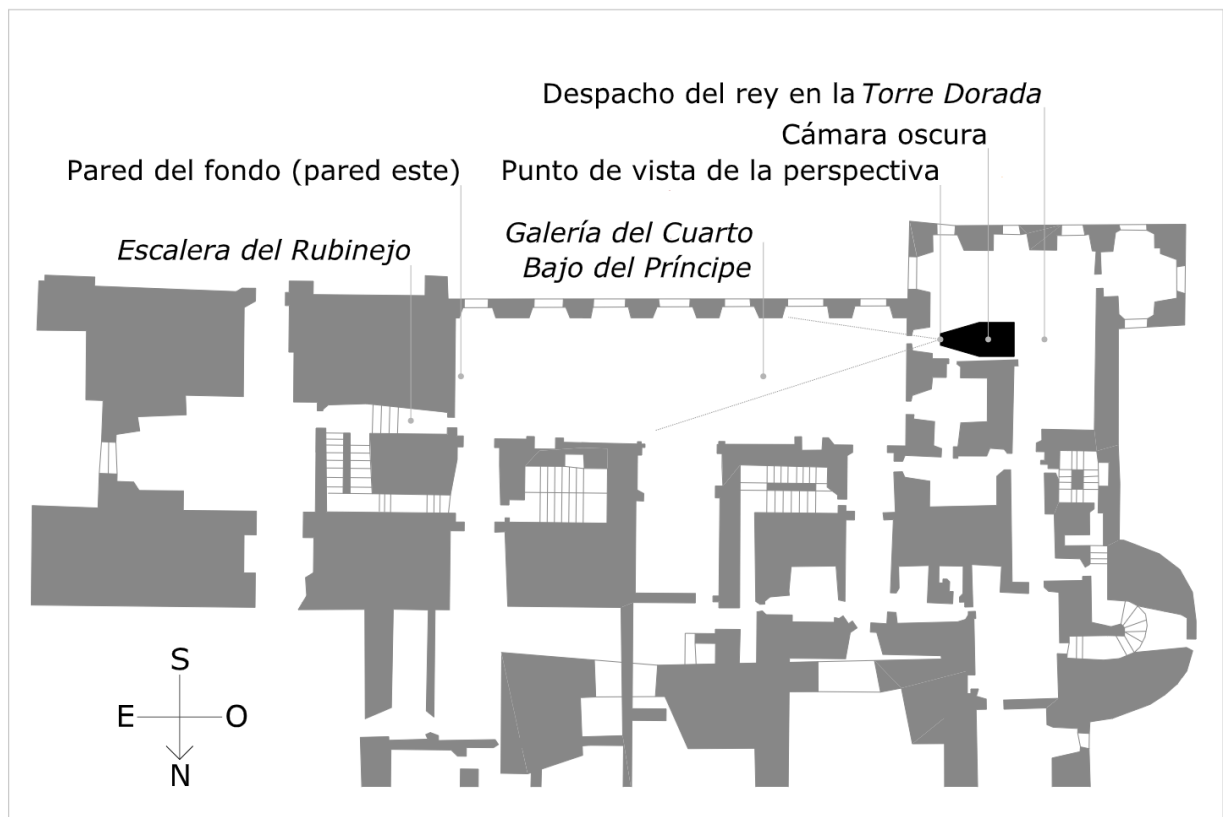 Despacho del rey en la Torre Dorada
Cámara oscura
Pared del fondo (pared este)
Punto de vista de la perspectiva
Escalera del Rubinejo
Galería del Cuarto
Bajo del Príncipe
S
E
O
N